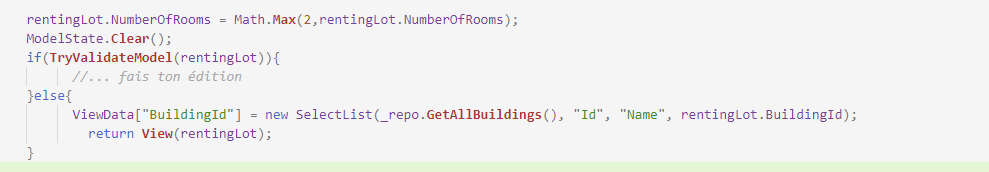 rentingLot.NumberOfRooms = Math.Max(2,rentingLot.NumberOfRooms);
ModelState.Clear();
if(TryValidateModel(rentingLot)){
//... fais ton édition
}else{
ViewData["BuildingId"] = new SelectList(_repo.GetAllBuildings(), "Id", "Name", rentingLot.BuildingId);
return View(rentingLot);
}